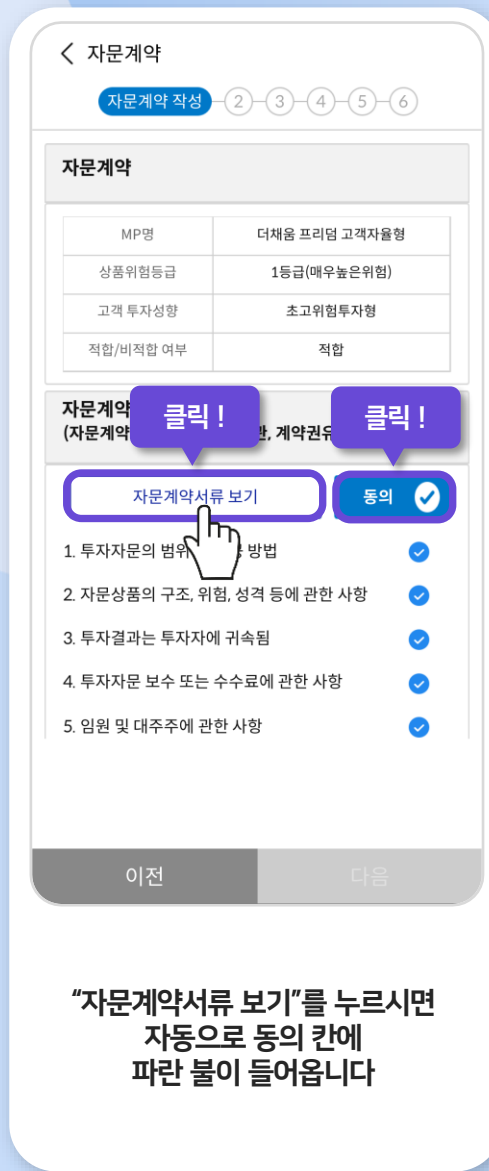 자문계약
자문계약 작성 2 3 4 5 6
자문계약
MP명 더채움 프리덤 고객자율형
상품위험등급 1등급(매우높은위험)
고객 투자성향 초고위험투자형
적합/비적합 여부 적합
자문계약
(자문계약 관, 계약권유
클릭 ! 클릭 !
자문계약서류 보기 동의
1. 투자자문의 범위 방법
2. 자문상품의 구조, 위험, 성격 등에 관한 사항
3. 투자결과는 투자자에 귀속됨
4. 투자자문 보수 또는 수수료에 관한 사항
5. 임원 및 대주주에 관한 사항
이전 다음
“자문계약서류 보기”를 누르시면
자동으로 동의 칸에
파란 불이 들어옵니다